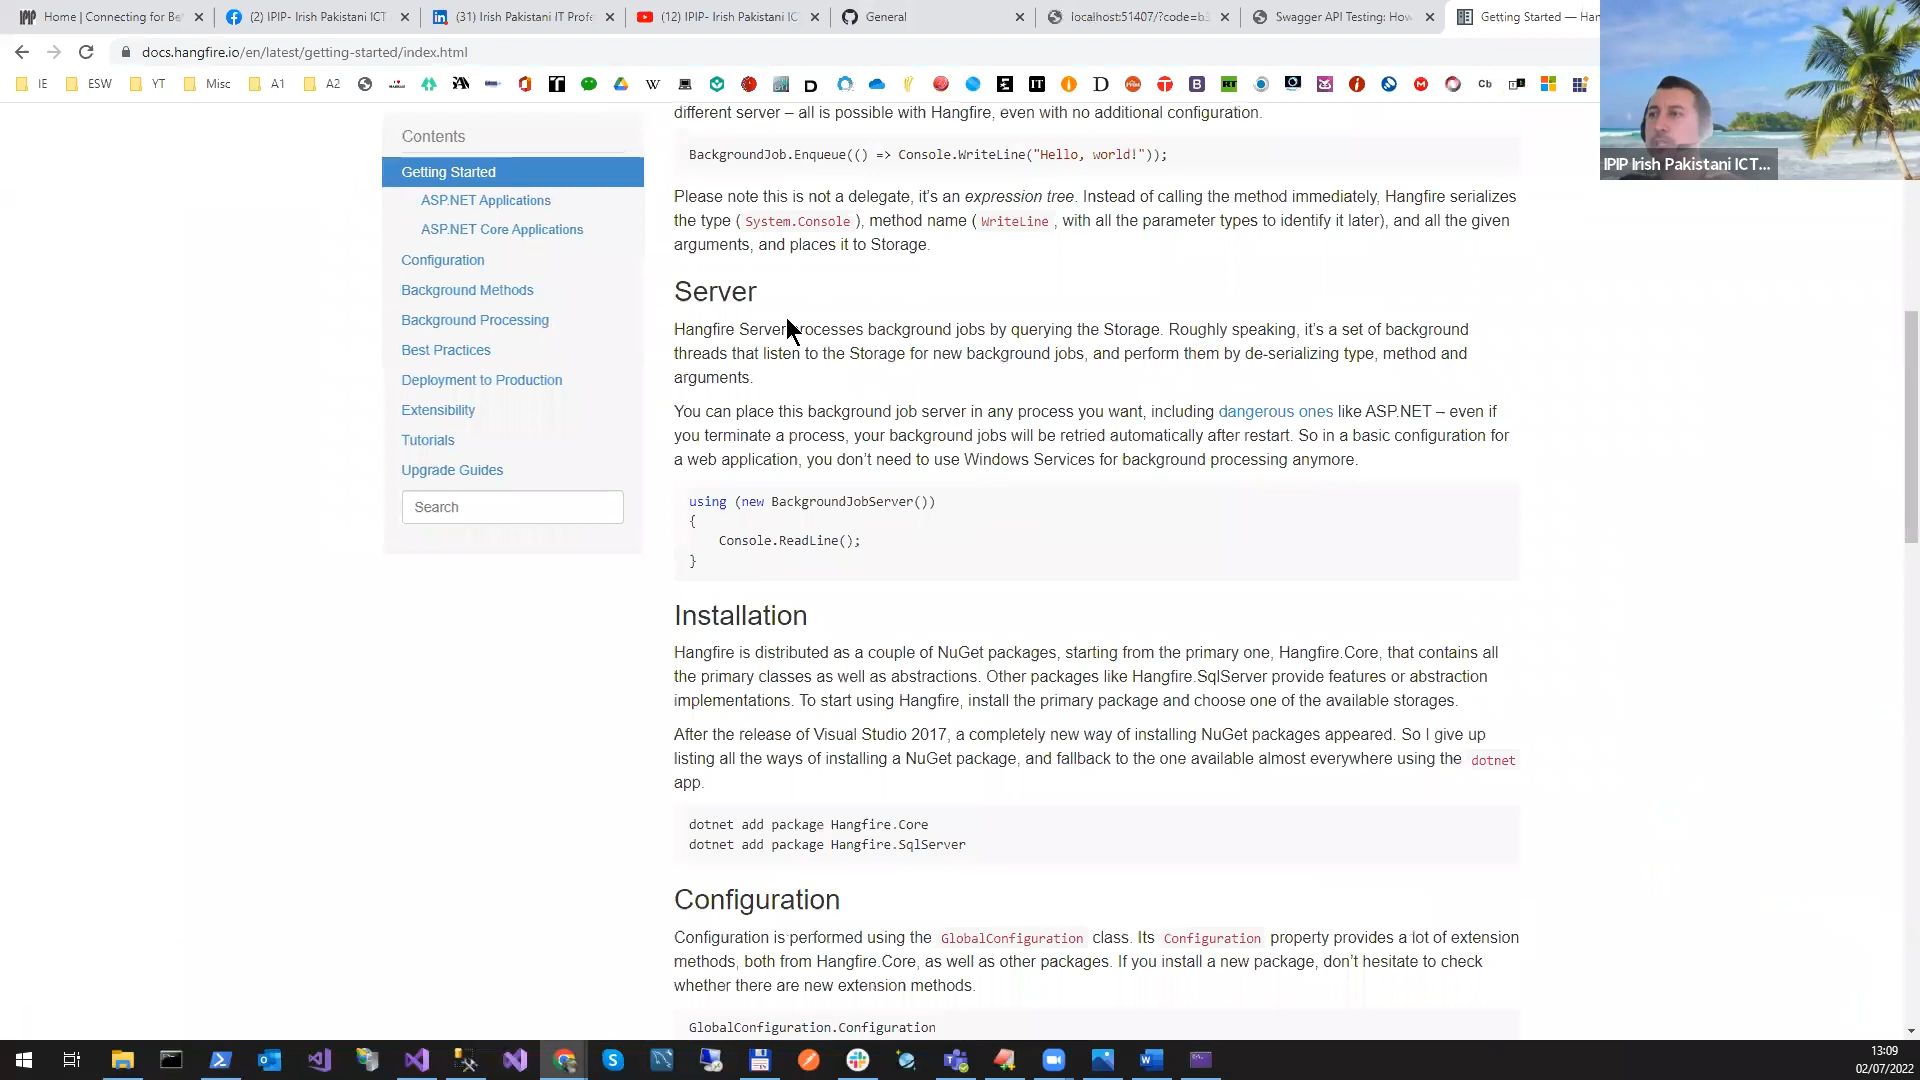 Home | Connecting for Be
(2) IPIP- Irish Pakistani ICT
(31) Irish Pakistani IT Profe
(12) IPIP- Irish Pakistani IC
General
localhost:51407/?code=b3
Swagger API Testing: How
Getting Started — Han
docs.hangfire.io/en/latest/getting-started/index.html
IE
ESW
YT
Misc
A1
A2
IPIP Irish Pakistani ICT...
Contents
Getting Started
ASP.NET Applications
ASP.NET Core Applications
Configuration
Background Methods
Background Processing
Best Practices
Deployment to Production
Extensibility
Tutorials
Upgrade Guides
Search
different server – all is possible with Hangfire, even with no additional configuration.
BackgroundJob.Enqueue(() => Console.WriteLine("Hello, world!"));
Please note this is not a delegate, it's an expression tree. Instead of calling the method immediately, Hangfire serializes
the type ( System.Console ), method name ( WriteLine , with all the parameter types to identify it later), and all the given
arguments, and places it to Storage.
Server
Hangfire Server processes background jobs by querying the Storage. Roughly speaking, it's a set of background
threads that listen to the Storage for new background jobs, and perform them by de-serializing type, method and
arguments.
You can place this background job server in any process you want, including dangerous ones like ASP.NET – even if
you terminate a process, your background jobs will be retried automatically after restart. So in a basic configuration for
a web application, you don't need to use Windows Services for background processing anymore.
using (new BackgroundJobServer())
{
Console.ReadLine();
}
Installation
Hangfire is distributed as a couple of NuGet packages, starting from the primary one, Hangfire.Core, that contains all
the primary classes as well as abstractions. Other packages like Hangfire.SqlServer provide features or abstraction
implementations. To start using Hangfire, install the primary package and choose one of the available storages.
After the release of Visual Studio 2017, a completely new way of installing NuGet packages appeared. So I give up
listing all the ways of installing a NuGet package, and fallback to the one available almost everywhere using the dotnet
app.
dotnet add package Hangfire.Core
dotnet add package Hangfire.SqlServer
Configuration
Configuration is performed using the GlobalConfiguration class. Its Configuration property provides a lot of extension
methods, both from Hangfire.Core, as well as other packages. If you install a new package, don't hesitate to check
whether there are new extension methods.
GlobalConfiguration.Configuration
13:09
02/07/2022